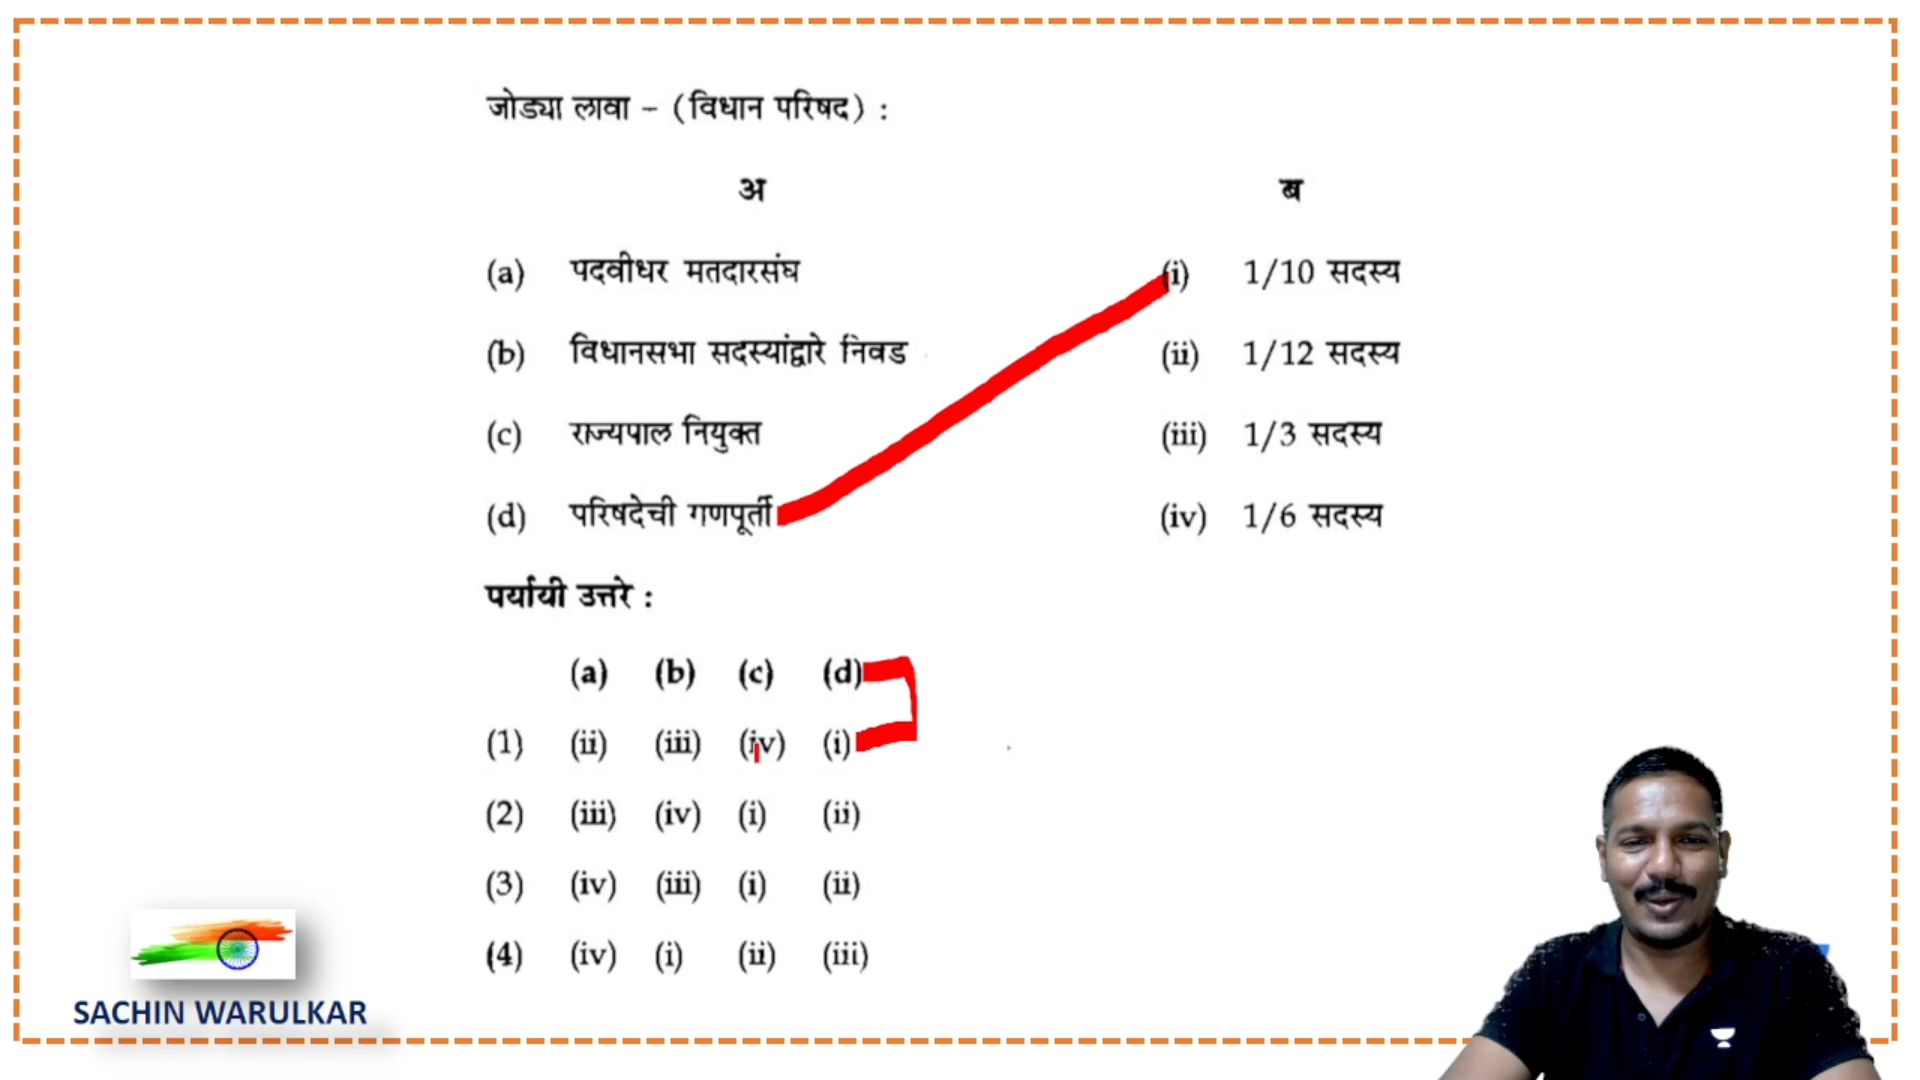 जोड्या लावा – (विधान परिषद) :
अ ब
(a) पदवीधर मतदारसंघ (i) 1/10 सदस्य
(b) विधानसभा सदस्यांद्वारे निवड (ii) 1/12 सदस्य
(c) राज्यपाल नियुक्त (iii) 1/3 सदस्य
(d) परिषदेची गणपूर्ती (iv) 1/6 सदस्य
पर्यायी उत्तरे :
(a) (b) (c) (d)
(1) (ii) (iii) (iv) (i)
(2) (iii) (iv) (i) (ii)
(3) (iv) (iii) (i) (ii)
(4) (iv) (i) (ii) (iii)
SACHIN WARULKAR